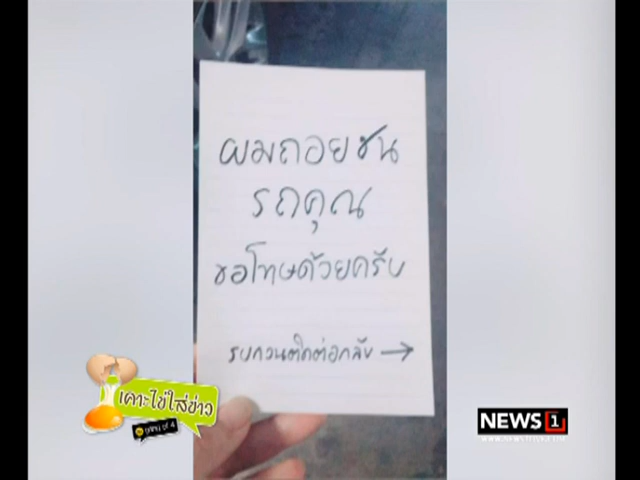 ผมถอยชน
รถคุณ
ขอโทษด้วยครับ
รบกวนติดต่อกลับ →
เคาะไข่ใส่ข่าว
NEWS 1